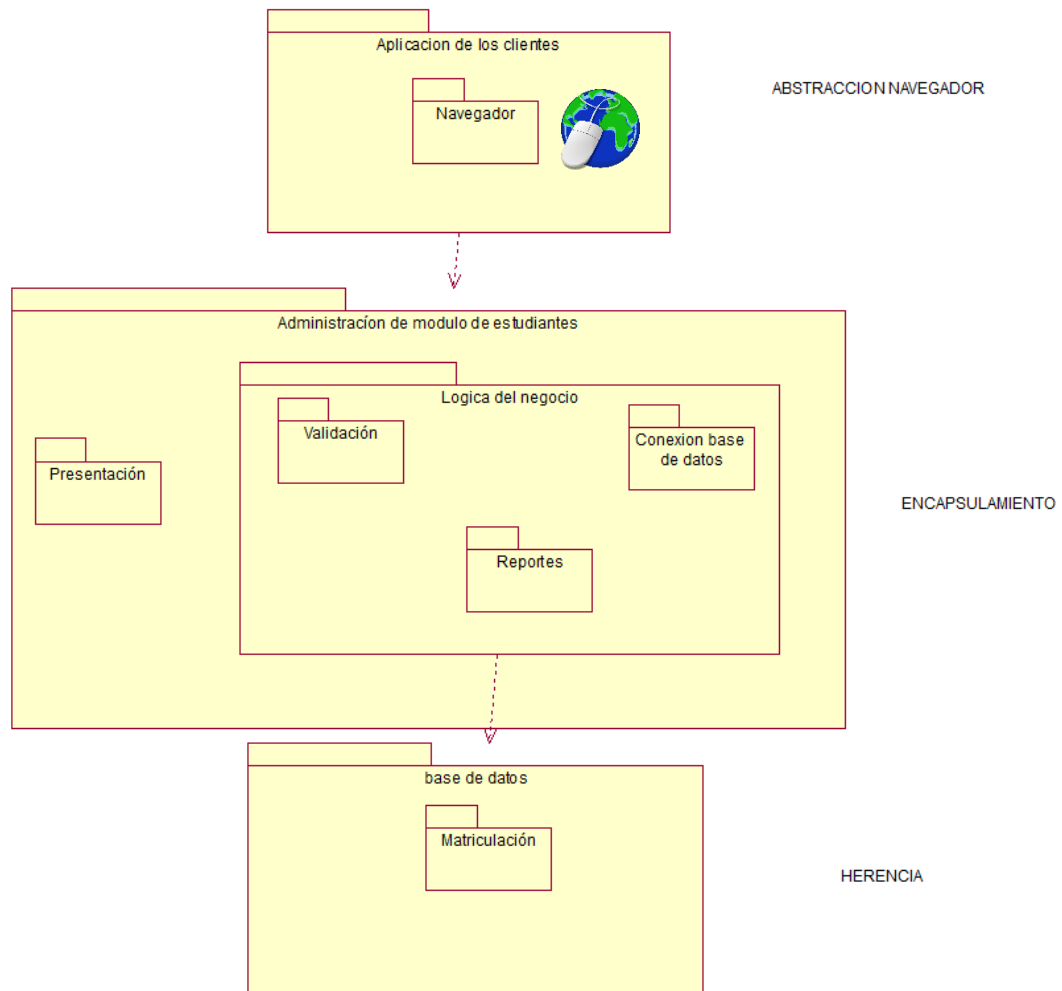 Aplicacion de los clientes
Navegador
ABSTRACCION NAVEGADOR
Administracíon de modulo de estudiantes
Logica del negocio
Validación
Conexion base
de datos
Presentación
ENCAPSULAMIENTO
Reportes
base de datos
Matriculación
HERENCIA